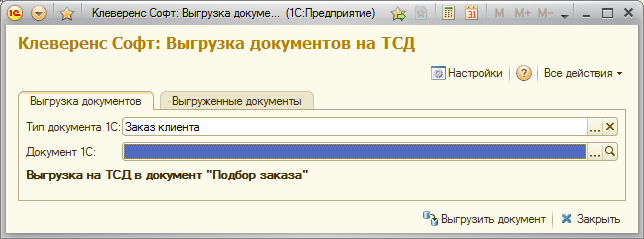 Клеверенс Софт: Выгрузка докуме... (1С:Предприятие)
M M+ M-
Клеверенс Софт: Выгрузка документов на ТСД
Настройки ? Все действия
Выгрузка документов Выгруженные документы
Тип документа 1С: Заказ клиента ... ×
Документ 1С: ...
Выгрузка на ТСД в документ "Подбор заказа"
Выгрузить документ Закрыть